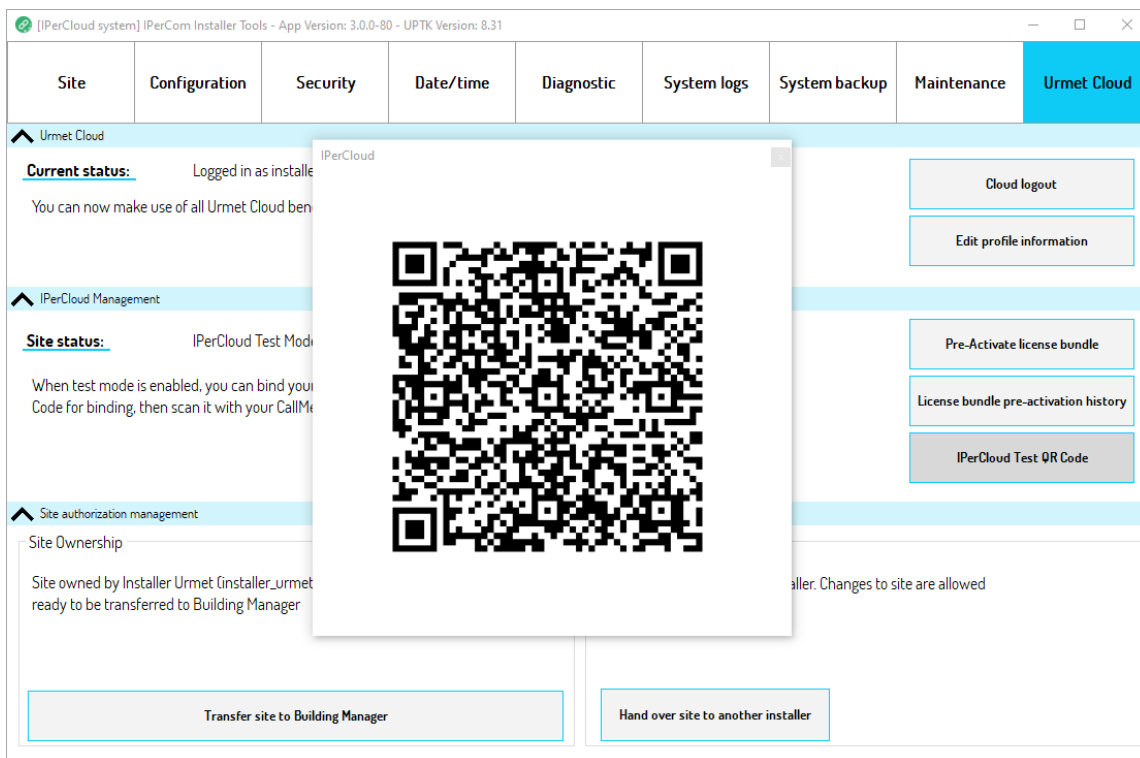 [IPerCloud system] IPerCom Installer Tools - App Version: 3.0.0-80 - UPTK Version: 8.31
Site Configuration Security Date/time Diagnostic System logs System backup Maintenance Urmet Cloud
Urmet Cloud
IPerCloud
Current status: Logged in as installe
Cloud logout
You can now make use of all Urmet Cloud ben
Edit profile information
IPerCloud Management
Site status: IPerCloud Test Mod
Pre-Activate license bundle
When test mode is enabled, you can bind your
Code for binding, then scan it with your CallMe
License bundle pre-activation history
IPerCloud Test QR Code
Site authorization management
Site Ownership
Site owned by Installer Urmet (installer_urmet
ready to be transferred to Building Manager
aller. Changes to site are allowed
Transfer site to Building Manager
Hand over site to another installer